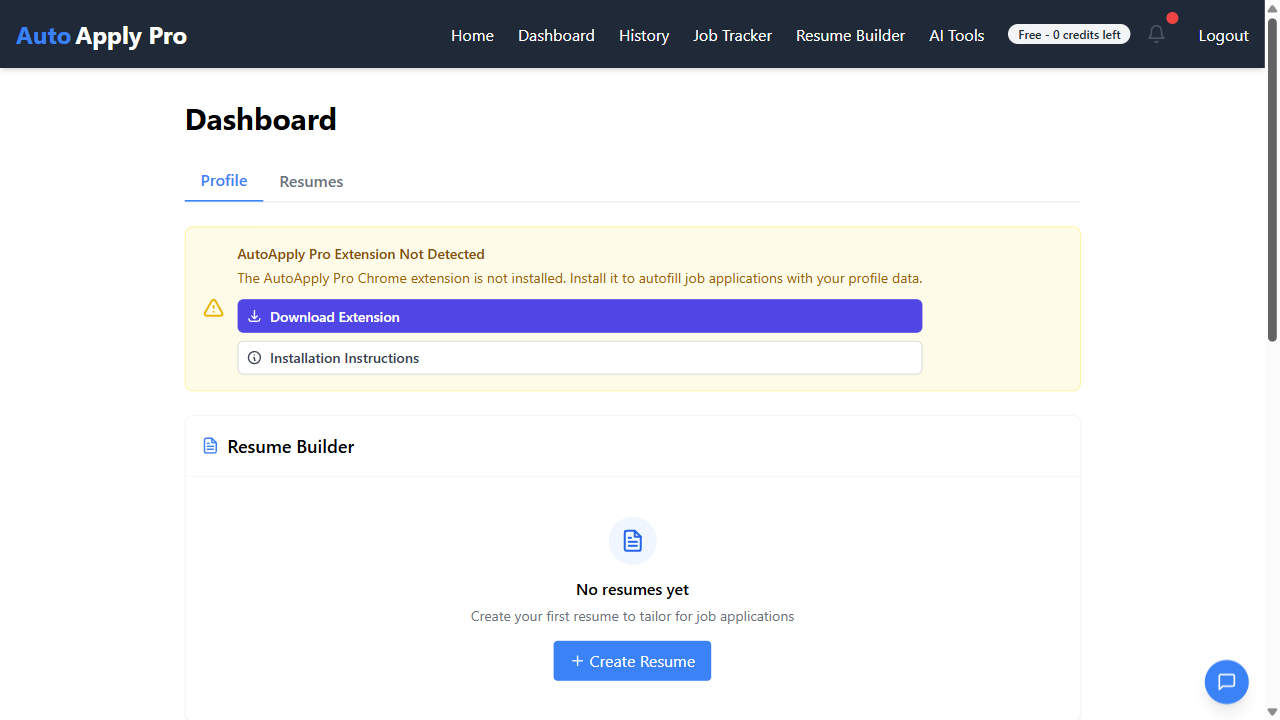 Auto Apply Pro
Home Dashboard History Job Tracker Resume Builder AI Tools Free - 0 credits left Logout
Dashboard
Profile Resumes
AutoApply Pro Extension Not Detected
The AutoApply Pro Chrome extension is not installed. Install it to autofill job applications with your profile data.
Download Extension
Installation Instructions
Resume Builder
No resumes yet
Create your first resume to tailor for job applications
+ Create Resume